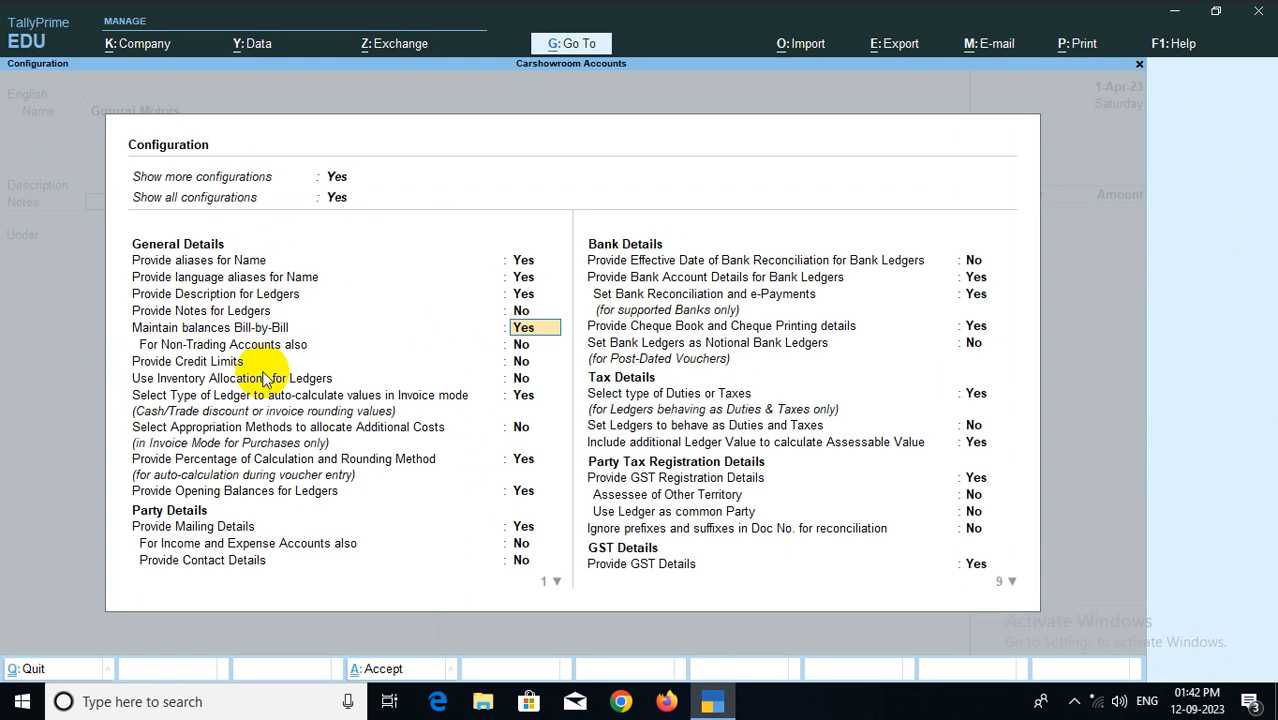 TallyPrime
EDU
MANAGE
K: Company
Y: Data
Z: Exchange
G: Go To
O: Import
E: Export
M: E-mail
P: Print
F1: Help
Configuration
Carshowroom Accounts
English :
Name Gururaj Motors
1-Apr-23
Saturday
Description
Notes
Amount
Under
Configuration
Show more configurations : Yes
Show all configurations : Yes
General Details
Provide aliases for Name : Yes
Provide language aliases for Name : Yes
Provide Description for Ledgers : Yes
Provide Notes for Ledgers : No
Maintain balances Bill-by-Bill : Yes
For Non-Trading Accounts also : No
Provide Credit Limits : No
Use Inventory Allocations for Ledgers : No
Select Type of Ledger to auto-calculate values in Invoice mode : Yes
(Cash/Trade discount or invoice rounding values)
Select Appropriation Methods to allocate Additional Costs : No
(in Invoice Mode for Purchases only)
Provide Percentage of Calculation and Rounding Method : Yes
(for auto-calculation during voucher entry)
Provide Opening Balances for Ledgers : Yes
Party Details
Provide Mailing Details : Yes
For Income and Expense Accounts also : No
Provide Contact Details : No
1 ▼
Bank Details
Provide Effective Date of Bank Reconciliation for Bank Ledgers : No
Provide Bank Account Details for Bank Ledgers : Yes
Set Bank Reconciliation and e-Payments : Yes
(for supported Banks only)
Provide Cheque Book and Cheque Printing details : Yes
Set Bank Ledgers as Notional Bank Ledgers : No
(for Post-Dated Vouchers)
Tax Details
Select type of Duties or Taxes : Yes
(for Ledgers behaving as Duties & Taxes only)
Set Ledgers to behave as Duties and Taxes : No
Include additional Ledger Value to calculate Assessable Value : Yes
Party Tax Registration Details
Provide GST Registration Details : Yes
Assessee of Other Territory : No
Use Ledger as common Party : No
Ignore prefixes and suffixes in Doc No. for reconciliation : No
GST Details
Provide GST Details : Yes
9 ▼
Activate Windows
Go to Settings to activate Windows.
Q: Quit
A: Accept
Type here to search
ENG
01:42 PM
12-09-2023
3